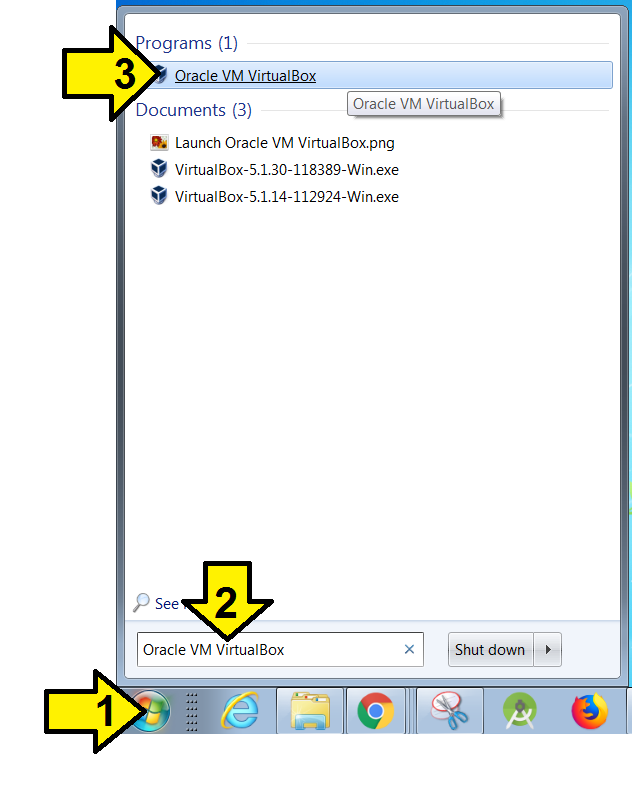 Programs (1)
3
Oracle VM VirtualBox
Oracle VM VirtualBox
Documents (3)
Launch Oracle VM VirtualBox.png
VirtualBox-5.1.30-118389-Win.exe
VirtualBox-5.1.14-112924-Win.exe
See
2
Oracle VM VirtualBox
Shut down
1